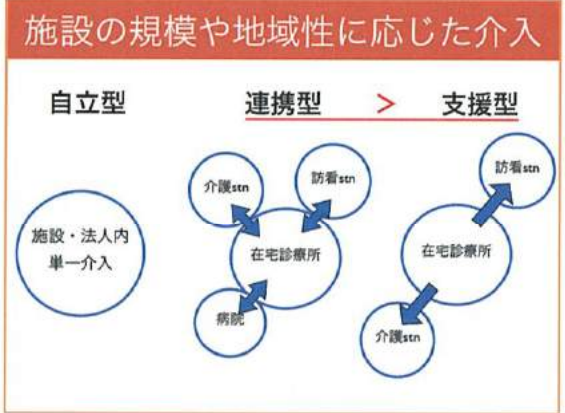 施設の規模や地域性に応じた介入
自立型
連携型 > 支援型
施設・法人内
単一介入
介護stn
訪看stn
在宅診療所
病院
訪看stn
在宅診療所
介護stn